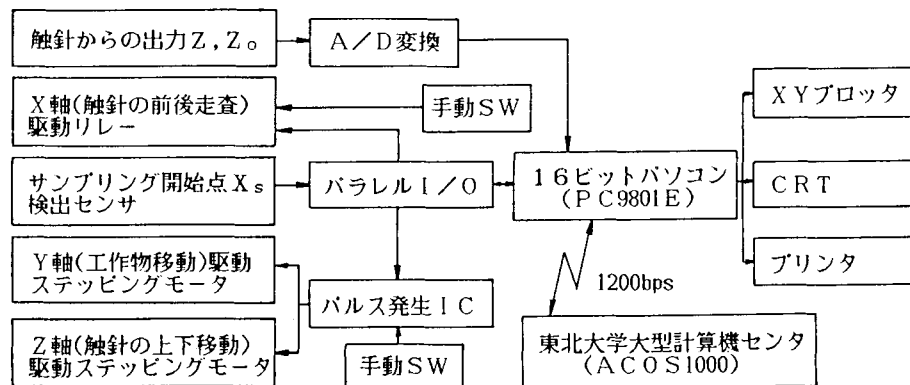 触針からの出力Z,Z₀
A/D変換
X軸(触針の前後走査)
駆動リレー
手動SW
XYプロッタ
サンプリング開始点Xₛ
検出センサ
パラレルI/O
16ビットパソコン
(PC9801E)
CRT
Y軸(工作物移動)駆動
ステッピングモータ
パルス発生IC
1200bps
プリンタ
Z軸(触針の上下移動)
駆動ステッピングモータ
手動SW
東北大学大型計算機センタ
(ACOS1000)